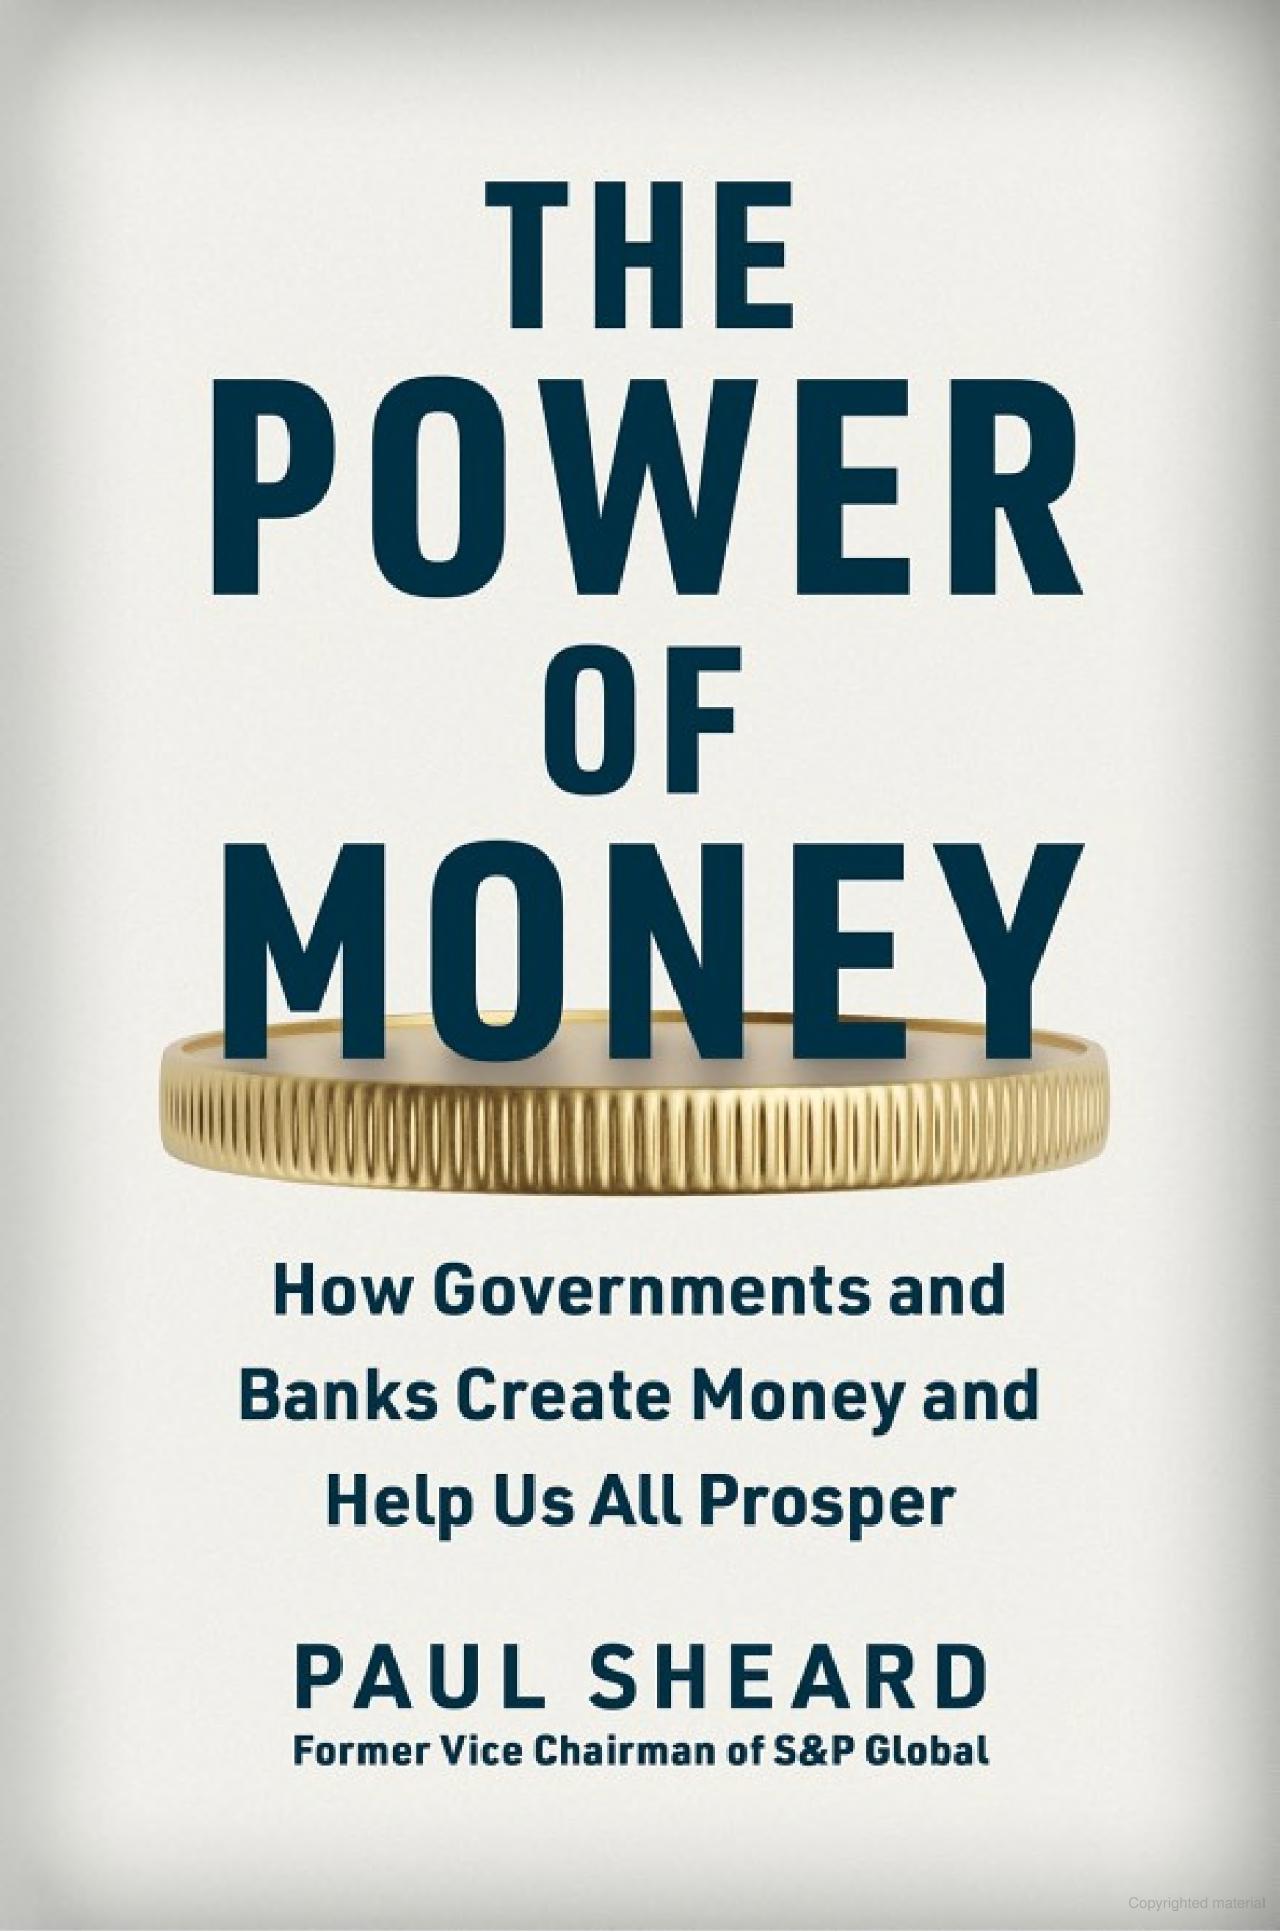 THE
POWER
OF
MONEY
How Governments and
Banks Create Money and
Help Us All Prosper
PAUL SHEARD
Former Vice Chairman of S&P Global
Copyrighted material